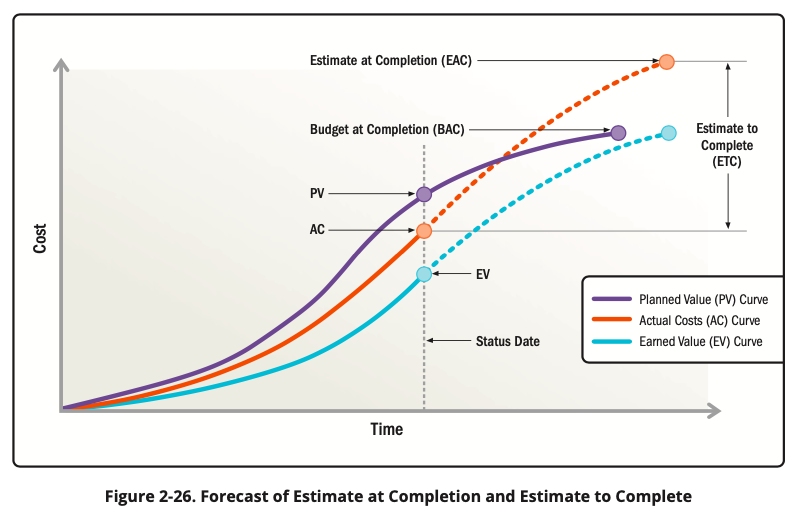 Estimate at Completion (EAC)
Budget at Completion (BAC)
Estimate to
Complete
(ETC)
PV
AC
EV
Cost
Planned Value (PV) Curve
Actual Costs (AC) Curve
Earned Value (EV) Curve
Status Date
Time
Figure 2-26. Forecast of Estimate at Completion and Estimate to Complete